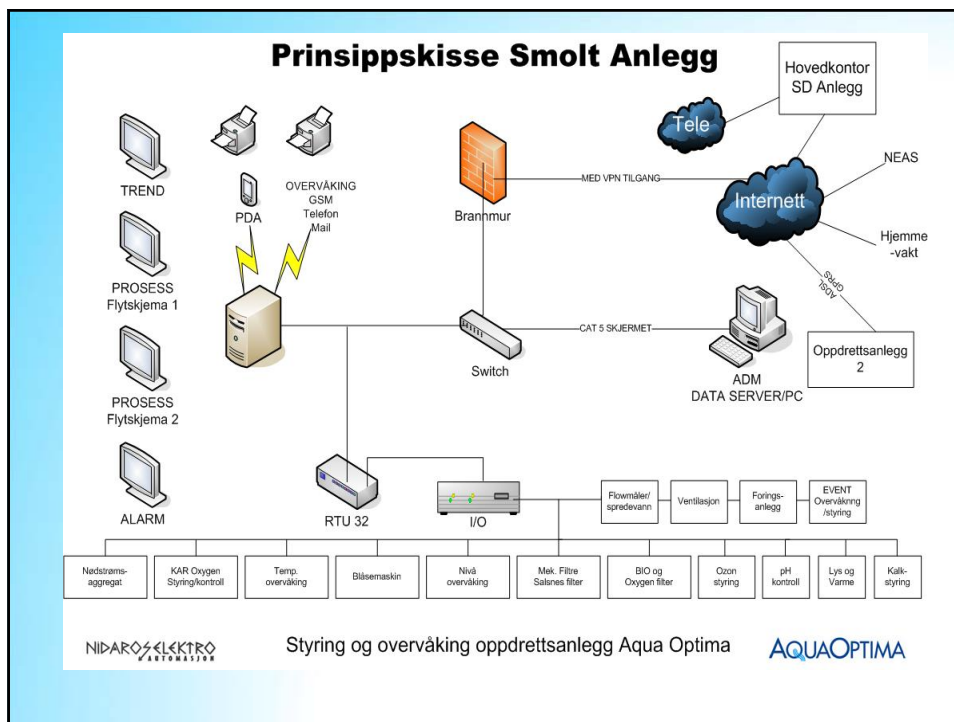 Prinsippskisse Smolt Anlegg
Hovedkontor
SD Anlegg
Tele
NEAS
TREND
OVERVÅKING
GSM
Telefon
Mail
PDA
Brannmur
MED VPN TILGANG
Internett
Hjemme
-vakt
PROSESS
Flytskjema 1
ADSL
GPRS
Switch
CAT 5 SKJERMET
Oppdrettsanlegg
2
ADM
DATA SERVER/PC
PROSESS
Flytskjema 2
ALARM
RTU 32
I/O
Flowmåler/
spredevann
Ventilasjon
Forings-
anlegg
EVENT
Overvåknng
/styring
Nødstrøms-
aggregat
KAR Oxygen
Styring/kontroll
Temp.
overvåking
Blåsemaskin
Nivå
overvåking
Mek. Filtre
Salsnes filter
BIO og
Oxygen filter
Ozon
styring
pH
kontroll
Lys og
Varme
Kalk-
styring
NIDAROS ELEKTRO
& AUTOMASJON
Styring og overvåking oppdrettsanlegg Aqua Optima
AQUAOPTIMA